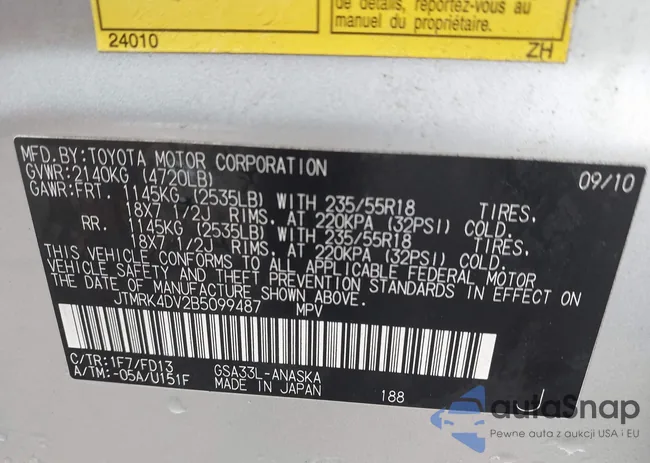 de détails, reportez-vous au
manuel du propriétaire.
24010 ZH
MFD.BY:TOYOTA MOTOR CORPORATION 09/10
GVWR:2140KG (4720LB)
GAWR:FRT. 1145KG (2535LB) WITH 235/55R18 TIRES,
18X7 1/2J RIMS, AT 220KPA (32PSI) COLD.
RR. 1145KG (2535LB) WITH 235/55R18 TIRES,
18X7 1/2J RIMS, AT 220KPA (32PSI) COLD.
THIS VEHICLE CONFORMS TO ALL APPLICABLE FEDERAL MOTOR
VEHICLE SAFETY AND THEFT PREVENTION STANDARDS IN EFFECT ON
THE DATE OF MANUFACTURE SHOWN ABOVE.
JTMRK4DV2B5099487 MPV
C/TR:1F7/FD13 GSA33L-ANASKA
A/TM:-05A/U151F MADE IN JAPAN 188 J
autoSnap
Pewne auta z aukcji USA i EU